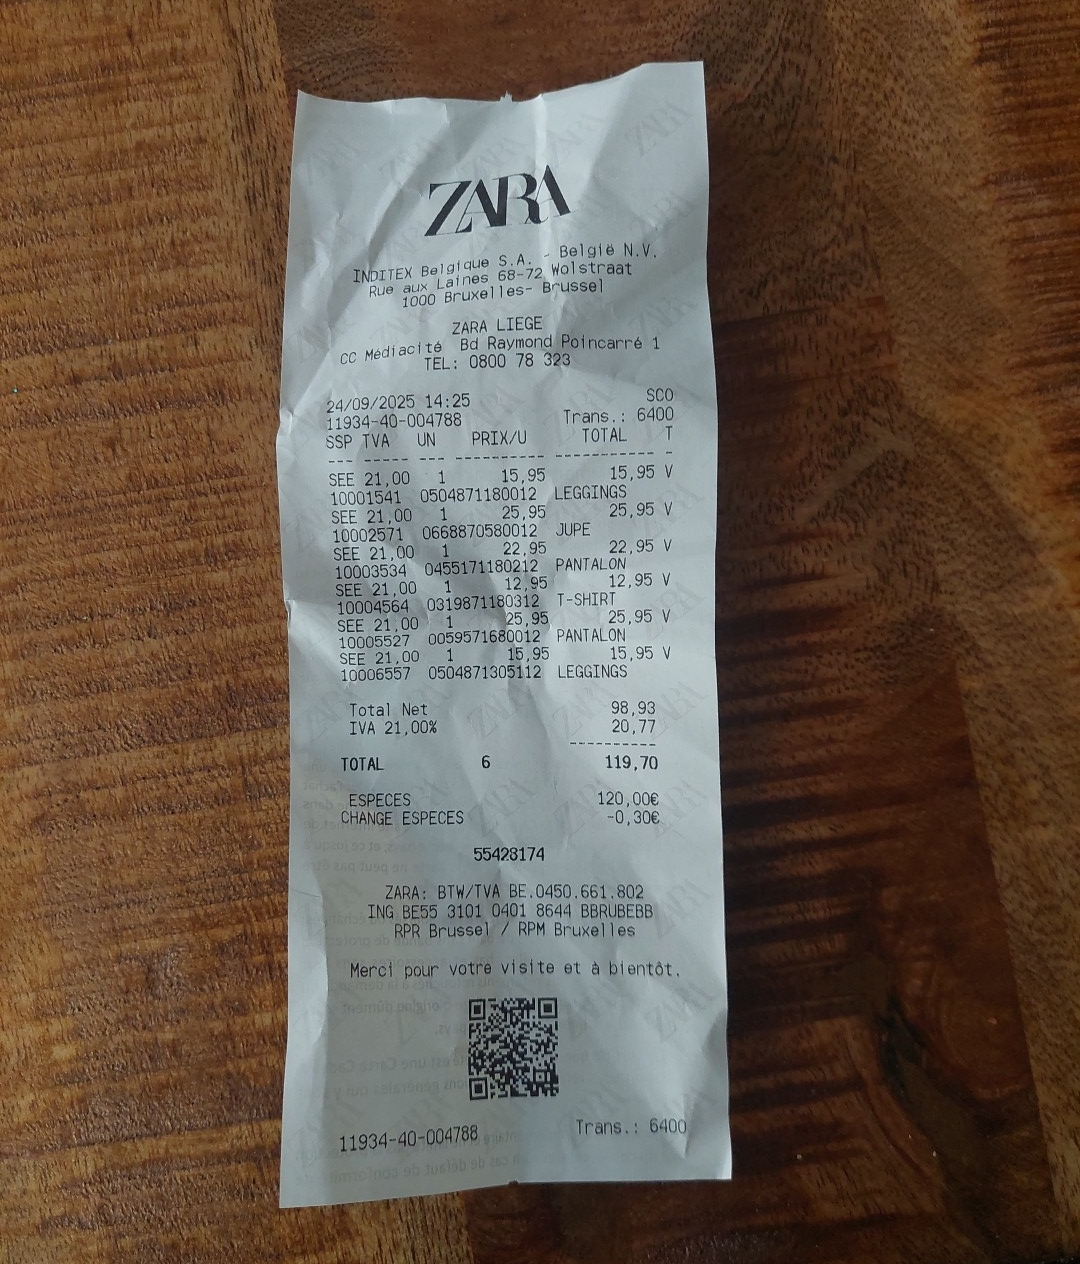 ZARA
INDITEX Belgique S.A. - België N.V.
Rue aux Laines 68-72 Wolstraat
1000 Bruxelles- Brussel
ZARA LIEGE
CC Médiacité Bd Raymond Poincarré 1
TEL: 0800 78 323
24/09/2025 14:25 SCO
11934-40-004788 Trans.: 6400
SSP TVA UN PRIX/U TOTAL T
--- ----- --- ---------- ----------- -
SEE 21,00 1 15,95 15,95 V
10001541 0504871180012 LEGGINGS
SEE 21,00 1 25,95 25,95 V
10002571 0668870580012 JUPE
SEE 21,00 1 22,95 22,95 V
10003534 0455171180212 PANTALON
SEE 21,00 1 12,95 12,95 V
10004564 0319871180312 T-SHIRT
SEE 21,00 1 25,95 25,95 V
10005527 0059571680012 PANTALON
SEE 21,00 1 15,95 15,95 V
10006557 0504871305112 LEGGINGS
Total Net 98,93
IVA 21,00% 20,77
-----------
TOTAL 6 119,70
ESPECES 120,00€
CHANGE ESPECES -0,30€
55428174
ZARA: BTW/TVA BE.0450.661.802
ING BE55 3101 0401 8644 BBRUBEBB
RPR Brussel / RPM Bruxelles
Merci pour votre visite et à bientôt.
11934-40-004788 Trans.: 6400